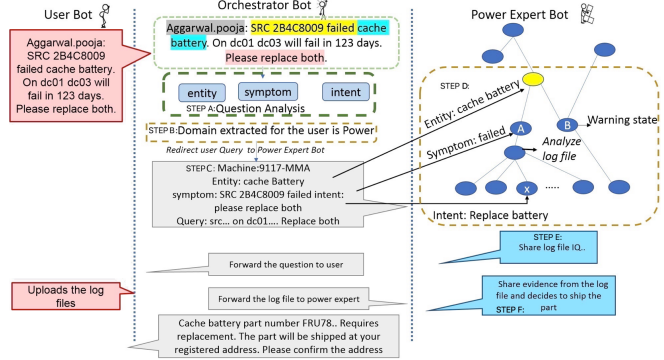 User Bot
Orchestrator Bot
Power Expert Bot
Aggarwal.pooja:
SRC 2B4C8009
failed cache battery.
On dc01 dc03 will
fail in 123 days.
Please replace both.
Aggarwal.pooja: SRC 2B4C8009 failed cache
battery. On dc01 dc03 will fail in 123 days.
Please replace both.
entity
symptom
intent
STEP A: Question Analysis
STEP B: Domain extracted for the user is Power
Redirect user Query to Power Expert Bot
STEP C: Machine:9117-MMA
Entity: cache Battery
symptom: SRC 2B4C8009 failed intent:
please replace both
Query: src... on dc01.... Replace both
STEP D:
Entity: cache battery
Symptom: failed
A
B
Warning state
Analyze
log file
x
.....
Intent: Replace battery
STEP E:
Share log file IQ..
Forward the question to user
Uploads the log
files
Forward the log file to power expert
Share evidence from the log
file and decides to ship the
part
STEP F:
Cache battery part number FRU78.. Requires
replacement. The part will be shipped at your
registered address. Please confirm the address